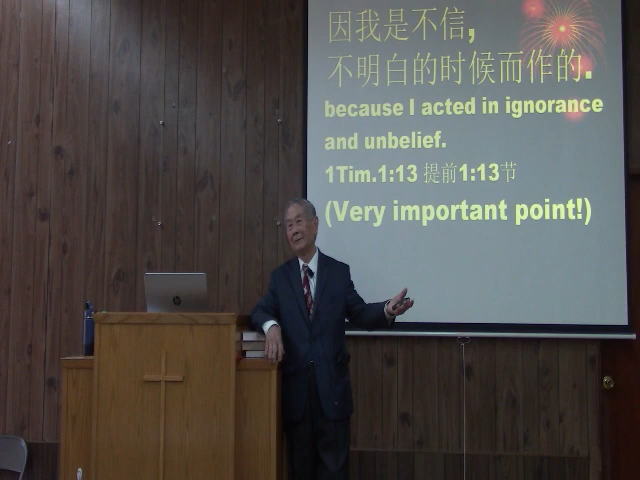 因我是不信,
不明白的时候而作的.
because I acted in ignorance
and unbelief.
1Tim.1:13 提前1:13节
(Very important point!)
hp